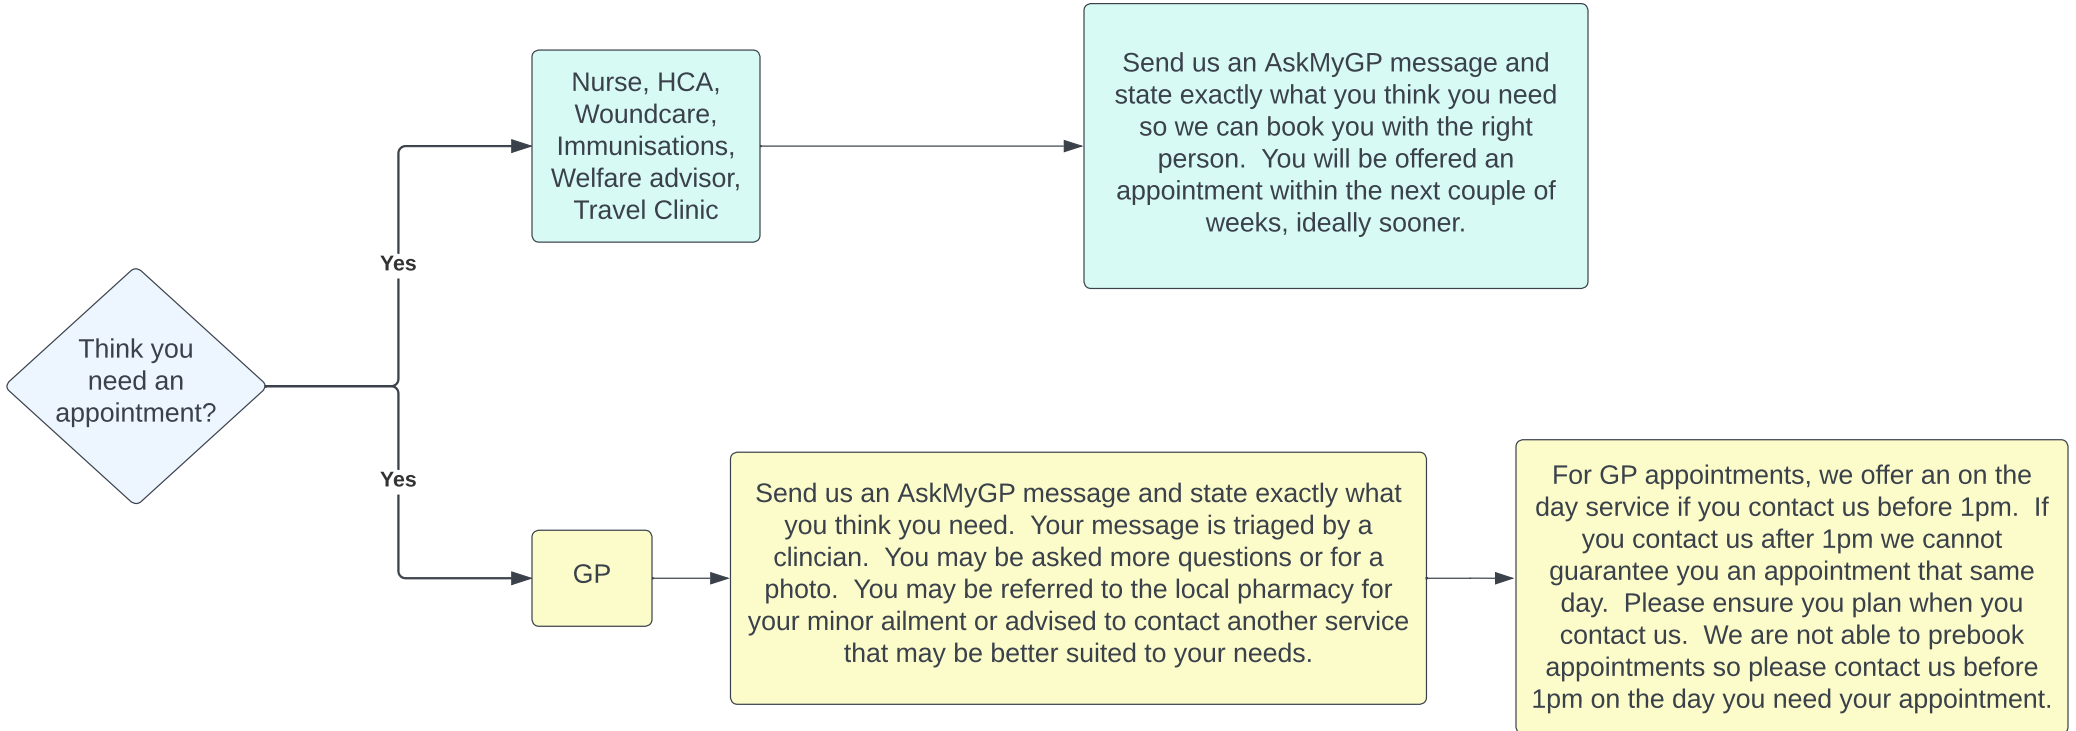 Think you
need an
appointment?
Yes
Nurse, HCA,
Woundcare,
Immunisations,
Welfare advisor,
Travel Clinic
Send us an AskMyGP message and
state exactly what you think you need
so we can book you with the right
person.  You will be offered an
appointment within the next couple of
weeks, ideally sooner.
Yes
GP
Send us an AskMyGP message and state exactly what
you think you need.  Your message is triaged by a
clincian.  You may be asked more questions or for a
photo.  You may be referred to the local pharmacy for
your minor ailment or advised to contact another service
that may be better suited to your needs.
For GP appointments, we offer an on the
day service if you contact us before 1pm.  If
you contact us after 1pm we cannot
guarantee you an appointment that same
day.  Please ensure you plan when you
contact us.  We are not able to prebook
appointments so please contact us before
1pm on the day you need your appointment.